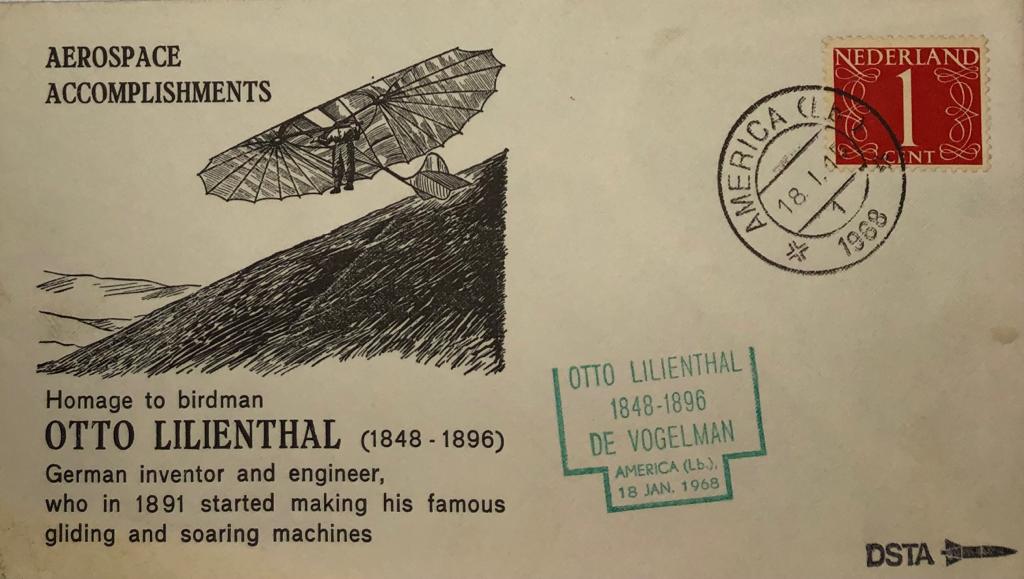 AEROSPACE
ACCOMPLISHMENTS
NEDERLAND
1
CENT
AMERICA (Lb.)
18.1.
1
1968
Homage to birdman
OTTO LILIENTHAL (1848 - 1896)
German inventor and engineer,
who in 1891 started making his famous
gliding and soaring machines
OTTO LILIENTHAL
1848-1896
DE VOGELMAN
AMERICA (Lb.),
18 JAN. 1968
DSTA